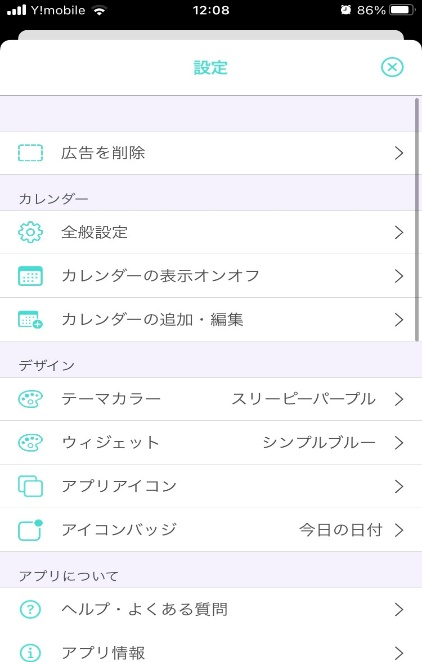 Y!mobile 12:08 86%
設定
広告を削除
カレンダー
全般設定
カレンダーの表示オンオフ
カレンダーの追加・編集
デザイン
テーマカラー スリーピーパープル
ウィジェット シンプルブルー
アプリアイコン
アイコンバッジ 今日の日付
アプリについて
ヘルプ・よくある質問
アプリ情報